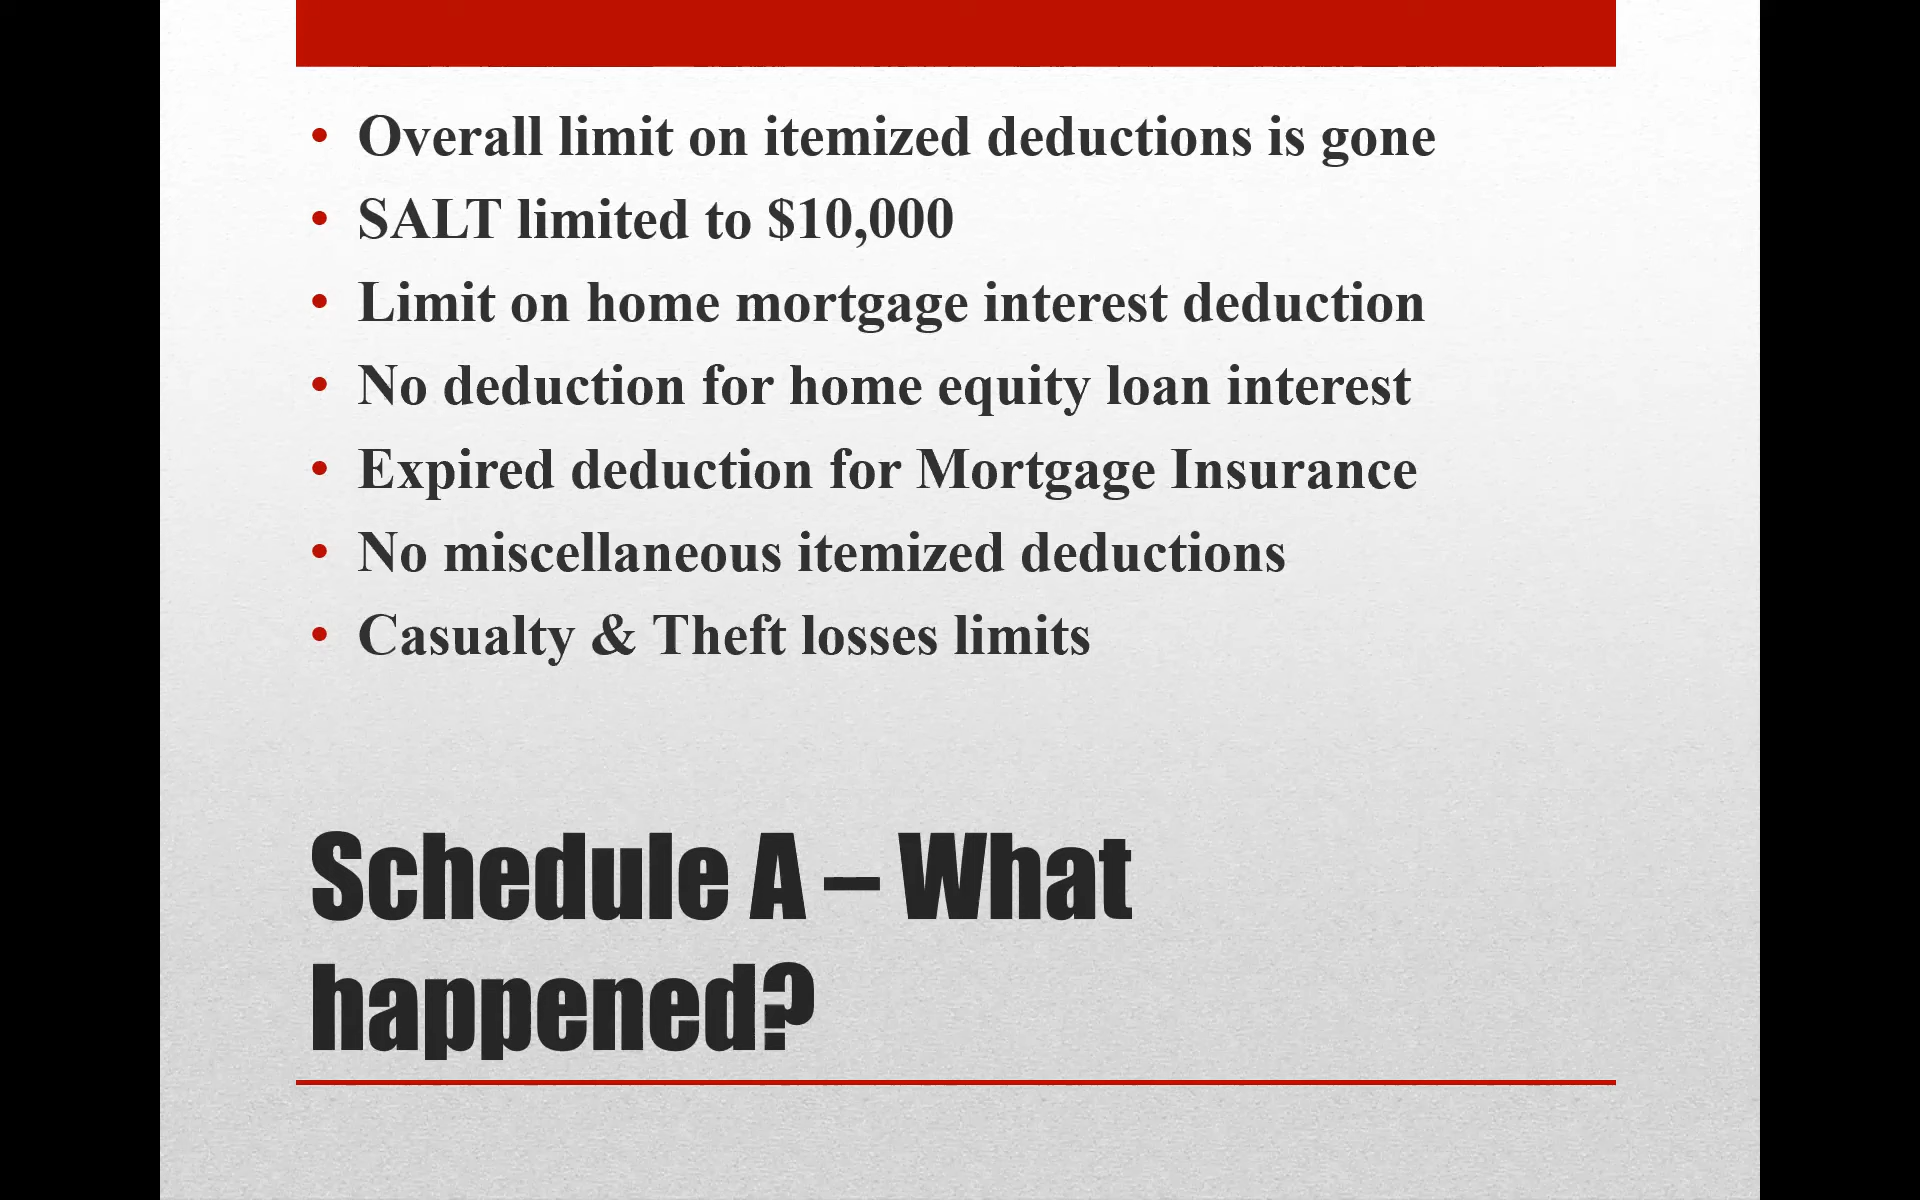 • Overall limit on itemized deductions is gone
• SALT limited to $10,000
• Limit on home mortgage interest deduction
• No deduction for home equity loan interest
• Expired deduction for Mortgage Insurance
• No miscellaneous itemized deductions
• Casualty & Theft losses limits
Schedule A – What
happened?